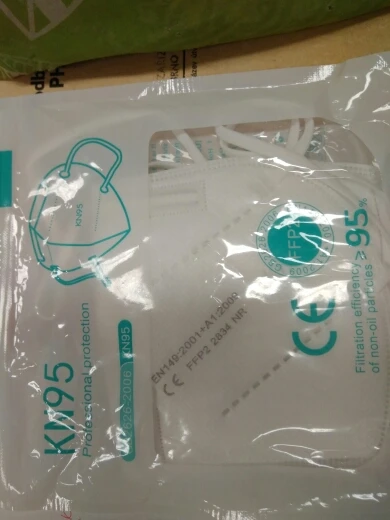 KN95
KN95
Professional protection
KN95
FFP2
EN149-2001+A1:2009
CE FFP2 2834 NR
CE
Filtration efficiency ≥95%
of non-oil particles